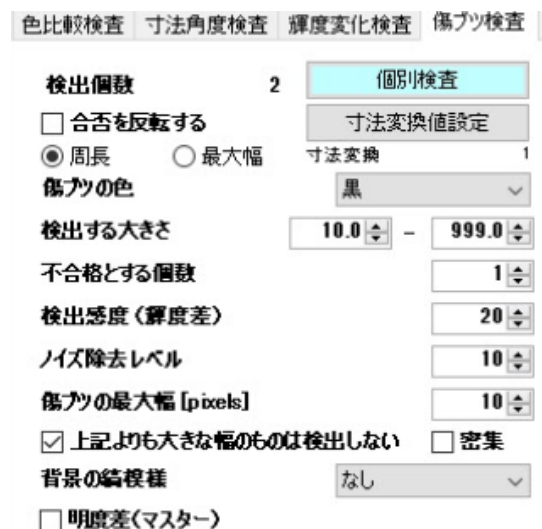 色比較検査 寸法角度検査 輝度変化検査 傷ブツ検査
検出個数 2 個別検査
合否を反転する 寸法変換値設定
周長 最大幅 寸法変換 1
傷ブツの色 黒
検出する大きさ 10.0 - 999.0
不合格とする個数 1
検出感度(輝度差) 20
ノイズ除去レベル 10
傷ブツの最大幅 [pixels] 10
上記よりも大きな幅のものは検出しない 密集
背景の縞模様 なし
明度差(マスター)